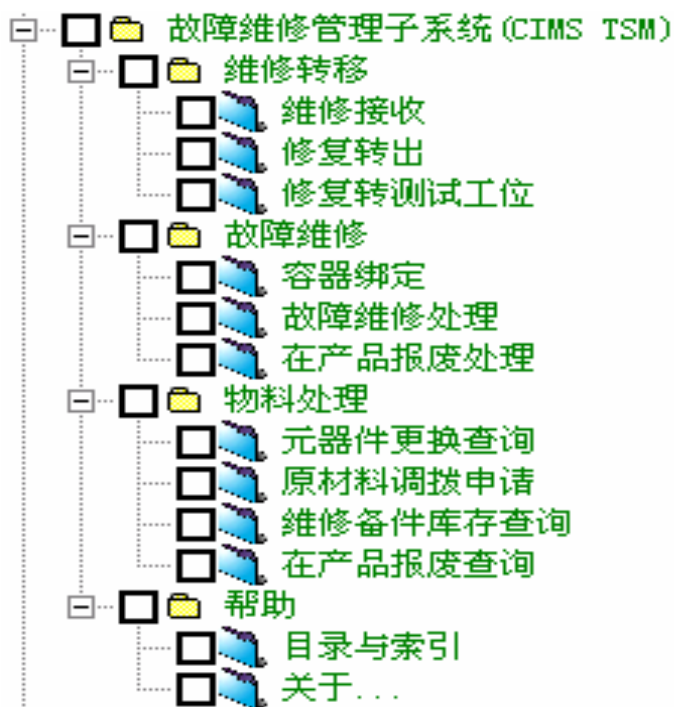 故障维修管理子系统(CIMS TSM)
维修转移
维修接收
修复转出
修复转测试工位
故障维修
容器绑定
故障维修处理
在产品报废处理
物料处理
元器件更换查询
原材料调拨申请
维修备件库存查询
在产品报废查询
帮助
目录与索引
关于...